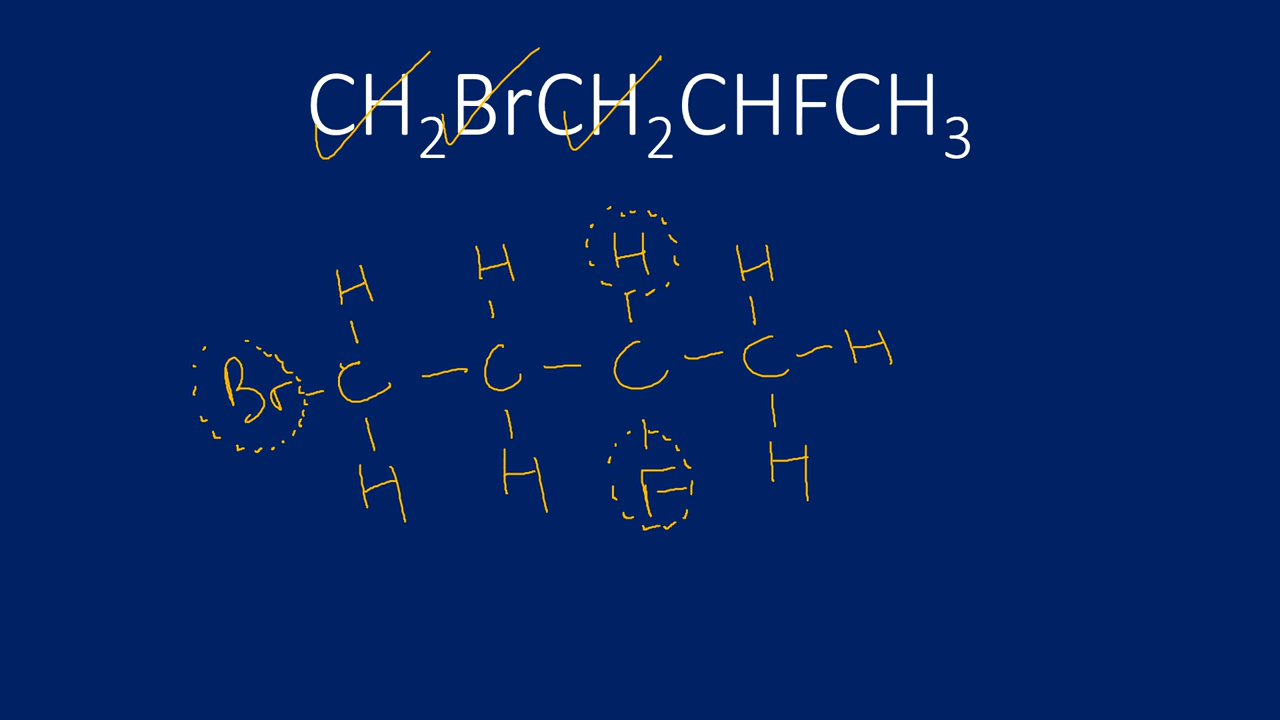 CH₂BrCH₂CHFCH₃
H H H H
Br - C - C - C - C - H
H H F H